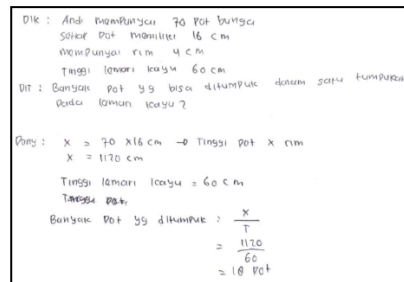 Dik : Andi mempunyai 70 pot bunga
setiap pot memiliki 16 cm
mempunyai rim 4 cm
Tinggi lemari kayu 60 cm
DIT : Banyak pot yg bisa ditumpuk dalam satu tumpukan
pada lemari kayu ?
Peny : X = 70 x 16 cm → Tinggi pot x rim
X = 1120 cm
Tinggi lemari kayu = 60 cm
Banyak pot yg ditumpuk : X
T
= 1120
60
= 18 pot